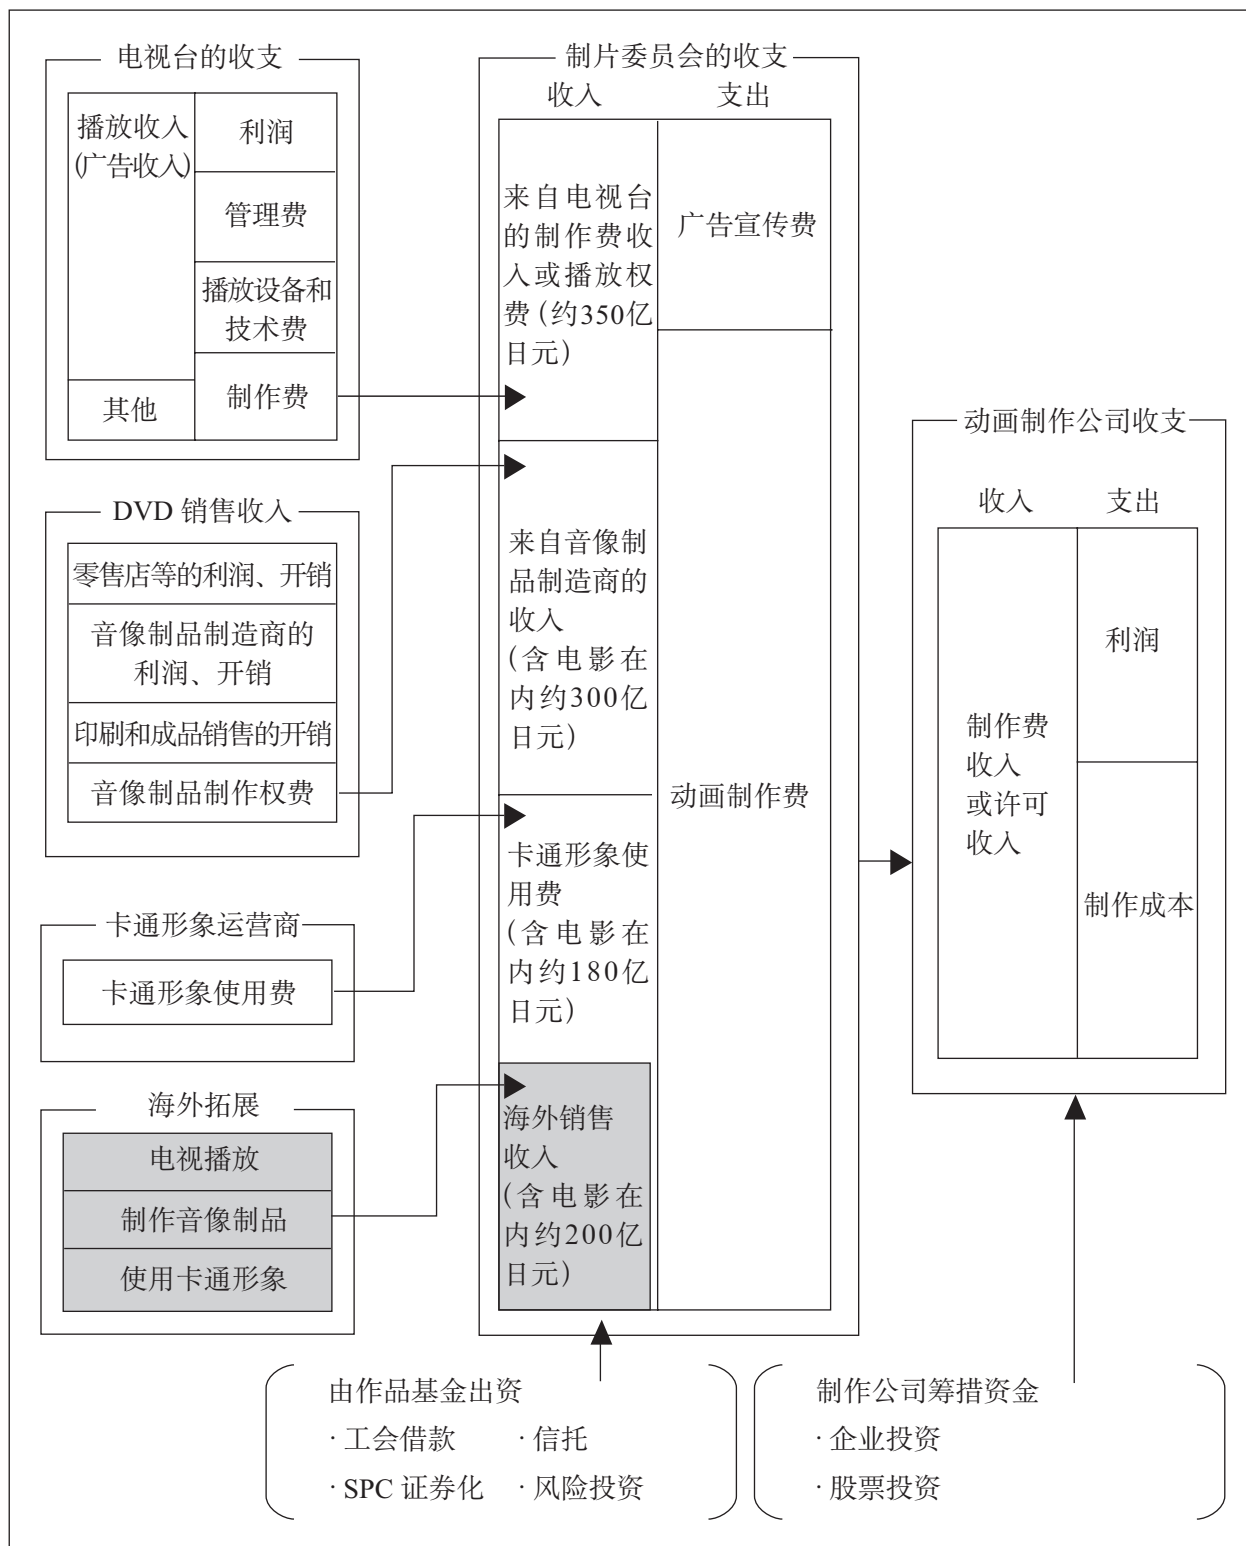 电视台的收支
播放收入
(广告收入)
其他
利润
管理费
播放设备和
技术费
制作费
DVD 销售收入
零售店等的利润、开销
音像制品制造商的
利润、开销
印刷和成品销售的开销
音像制品制作权费
卡通形象运营商
卡通形象使用费
海外拓展
电视播放
制作音像制品
使用卡通形象
制片委员会的收支
收入
支出
来自电视台
的制作费收
入或播放权
费(约350亿
日元)
来自音像制
品制造商的
收入
(含电影在
内约300亿
日元)
卡通形象使
用费
(含电影在
内约180亿
日元)
海外销售
收入
(含电影在
内约200亿
日元)
广告宣传费
动画制作费
动画制作公司收支
收入
支出
制作费
收入
或许可
收入
利润
制作成本
由作品基金出资
·工会借款
·信托
·SPC 证券化
·风险投资
制作公司筹措资金
·企业投资
·股票投资